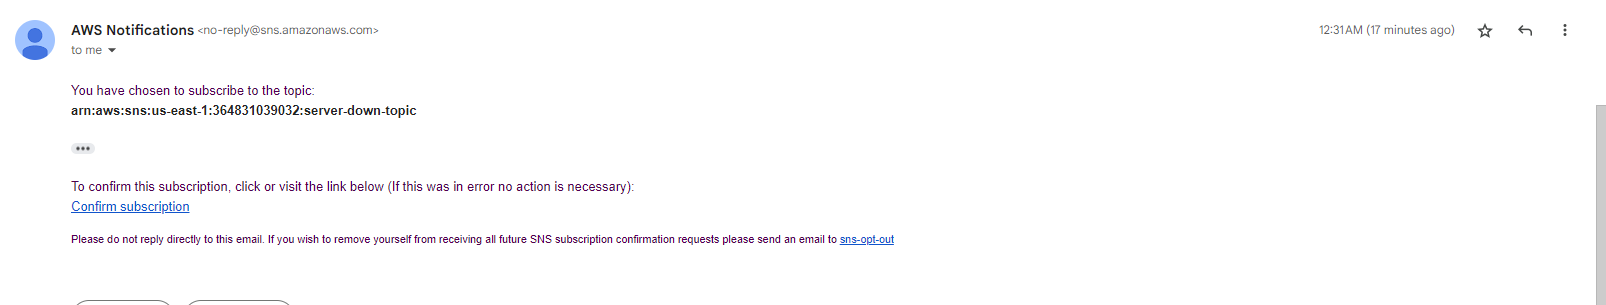 AWS Notifications <no-reply@sns.amazonaws.com>
12:31 AM (17 minutes ago)
to me
You have chosen to subscribe to the topic:
arn:aws:sns:us-east-1:364831039032:server-down-topic
To confirm this subscription, click or visit the link below (If this was in error no action is necessary):
Confirm subscription
Please do not reply directly to this email. If you wish to remove yourself from receiving all future SNS subscription confirmation requests please send an email to sns-opt-out